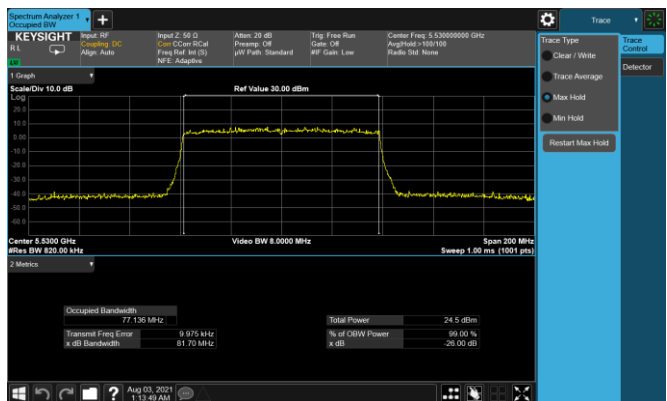 Spectrum Analyzer 1
Occupied BW
Trace
KEYSIGHT
RL
Input: RF
Coupling: DC
Align: Auto
Input Z: 50 Ω
Corr CCorr RCal
Freq Ref: Int (S)
NFE: Adaptive
Atten: 20 dB
Preamp: Off
µW Path: Standard
Trig: Free Run
Gate: Off
#IF Gain: Low
Center Freq: 5.530000000 GHz
Avg|Hold:>100/100
Radio Std: None
Trace Type
Clear / Write
Trace Average
Max Hold
Min Hold
Restart Max Hold
Trace Control
Detector
1 Graph
Scale/Div 10.0 dB
Ref Value 30.00 dBm
Log
20.0
10.0
0.00
-10.0
-20.0
-30.0
-40.0
-50.0
-60.0
Center 5.5300 GHz
#Res BW 820.00 kHz
Video BW 8.0000 MHz
Span 200 MHz
Sweep 1.00 ms (1001 pts)
2 Metrics
Occupied Bandwidth
77.136 MHz
Total Power 24.5 dBm
Transmit Freq Error 9.975 kHz
% of OBW Power 99.00 %
x dB Bandwidth 81.70 MHz
x dB -26.00 dB
?
Aug 03, 2021
1:13:49 AM